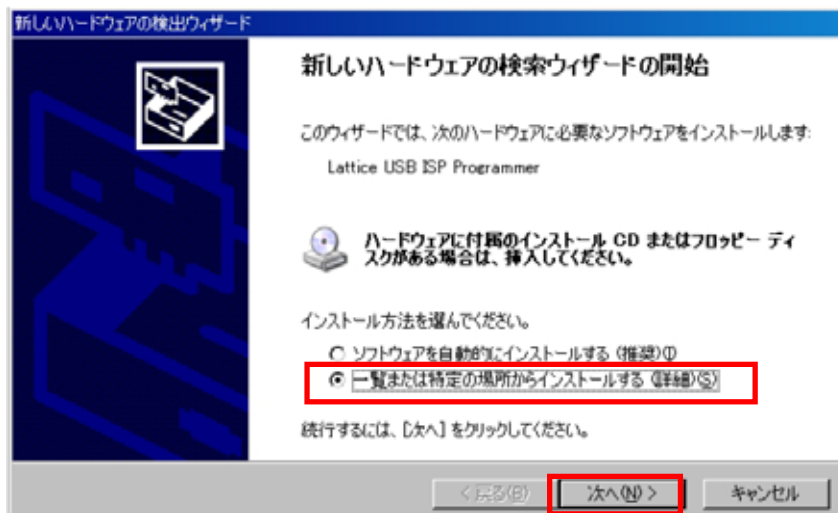 新しいハードウェアの検出ウィザード
新しいハードウェアの検索ウィザードの開始
このウィザードでは、次のハードウェアに必要なソフトウェアをインストールします:
Lattice USB ISP Programmer
ハードウェアに付属のインストール CD またはフロッピー ディ
スクがある場合は、挿入してください。
インストール方法を選んでください。
ソフトウェアを自動的にインストールする (推奨)(I)
一覧または特定の場所からインストールする (詳細)(S)
続行するには、[次へ] をクリックしてください。
< 戻る(B)
次へ(N) >
キャンセル